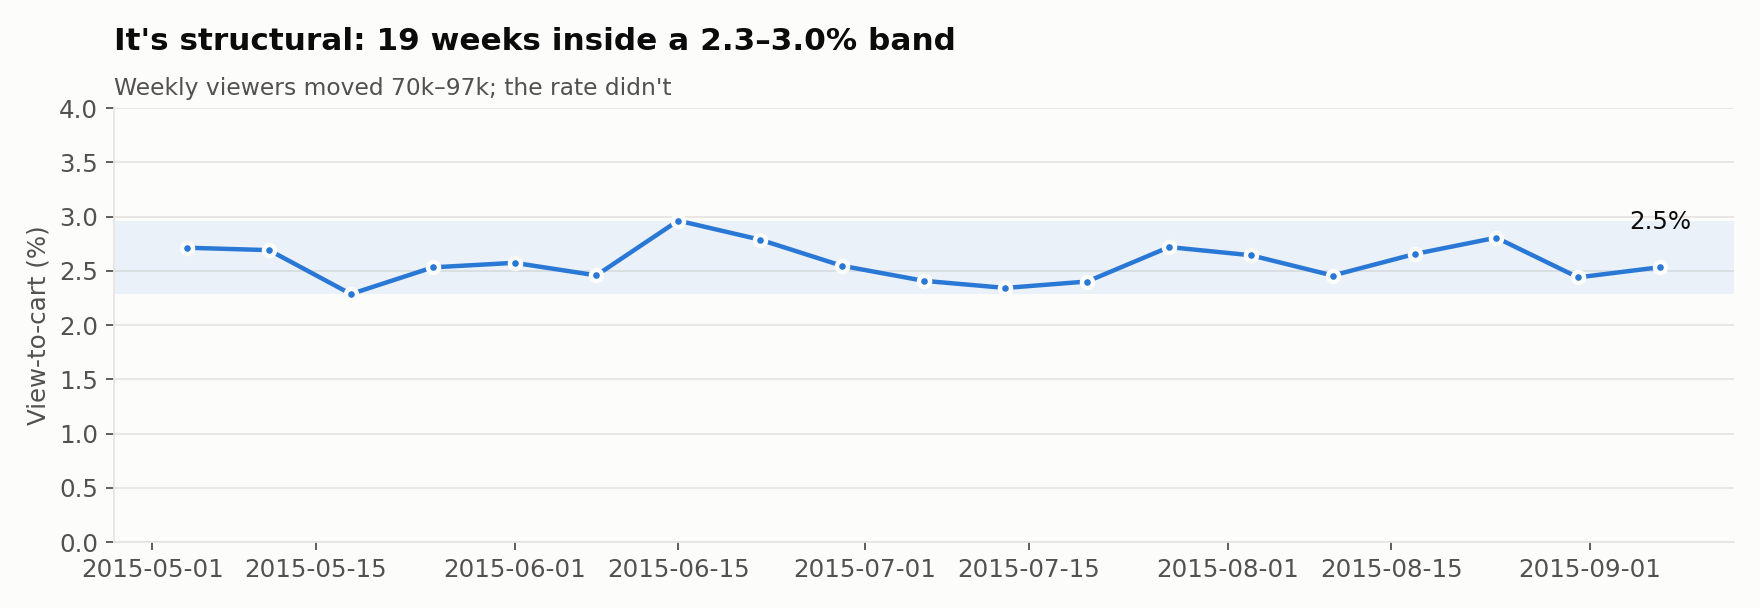 It's structural: 19 weeks inside a 2.3–3.0% band
Weekly viewers moved 70k–97k; the rate didn't
View-to-cart (%)
4.0
3.5
3.0
2.5
2.0
1.5
1.0
0.5
0.0
2.5%
2015-05-01 2015-05-15 2015-06-01 2015-06-15 2015-07-01 2015-07-15 2015-08-01 2015-08-15 2015-09-01